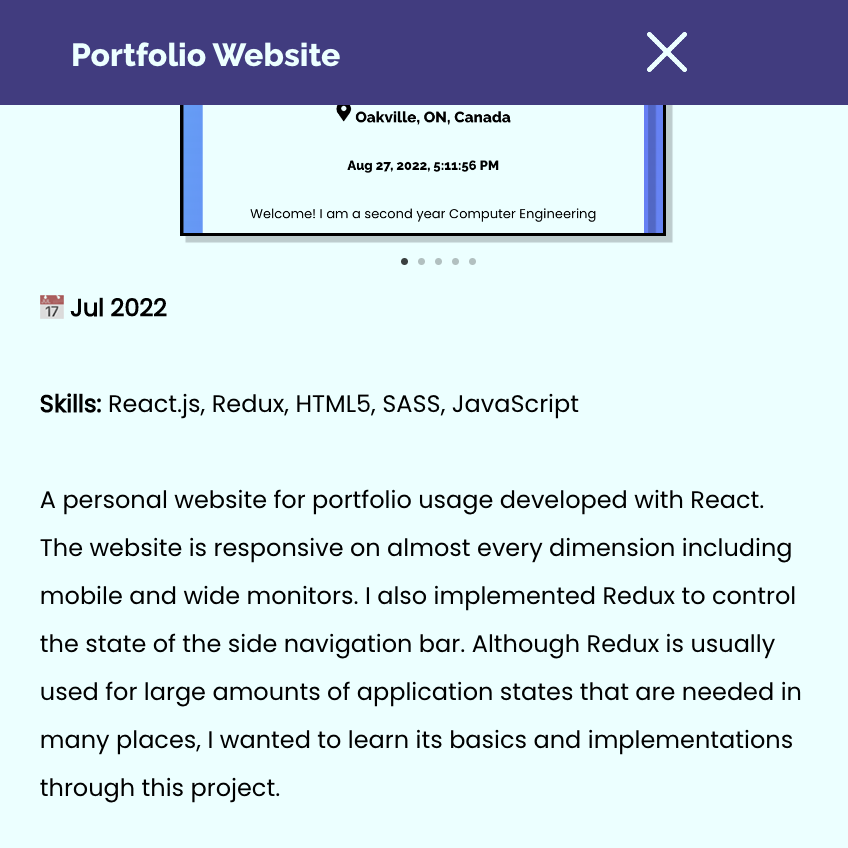 Portfolio Website
Oakville, ON, Canada
Aug 27, 2022, 5:11:56 PM
Welcome! I am a second year Computer Engineering
17 Jul 2022
Skills: React.js, Redux, HTML5, SASS, JavaScript
A personal website for portfolio usage developed with React.
The website is responsive on almost every dimension including
mobile and wide monitors. I also implemented Redux to control
the state of the side navigation bar. Although Redux is usually
used for large amounts of application states that are needed in
many places, I wanted to learn its basics and implementations
through this project.